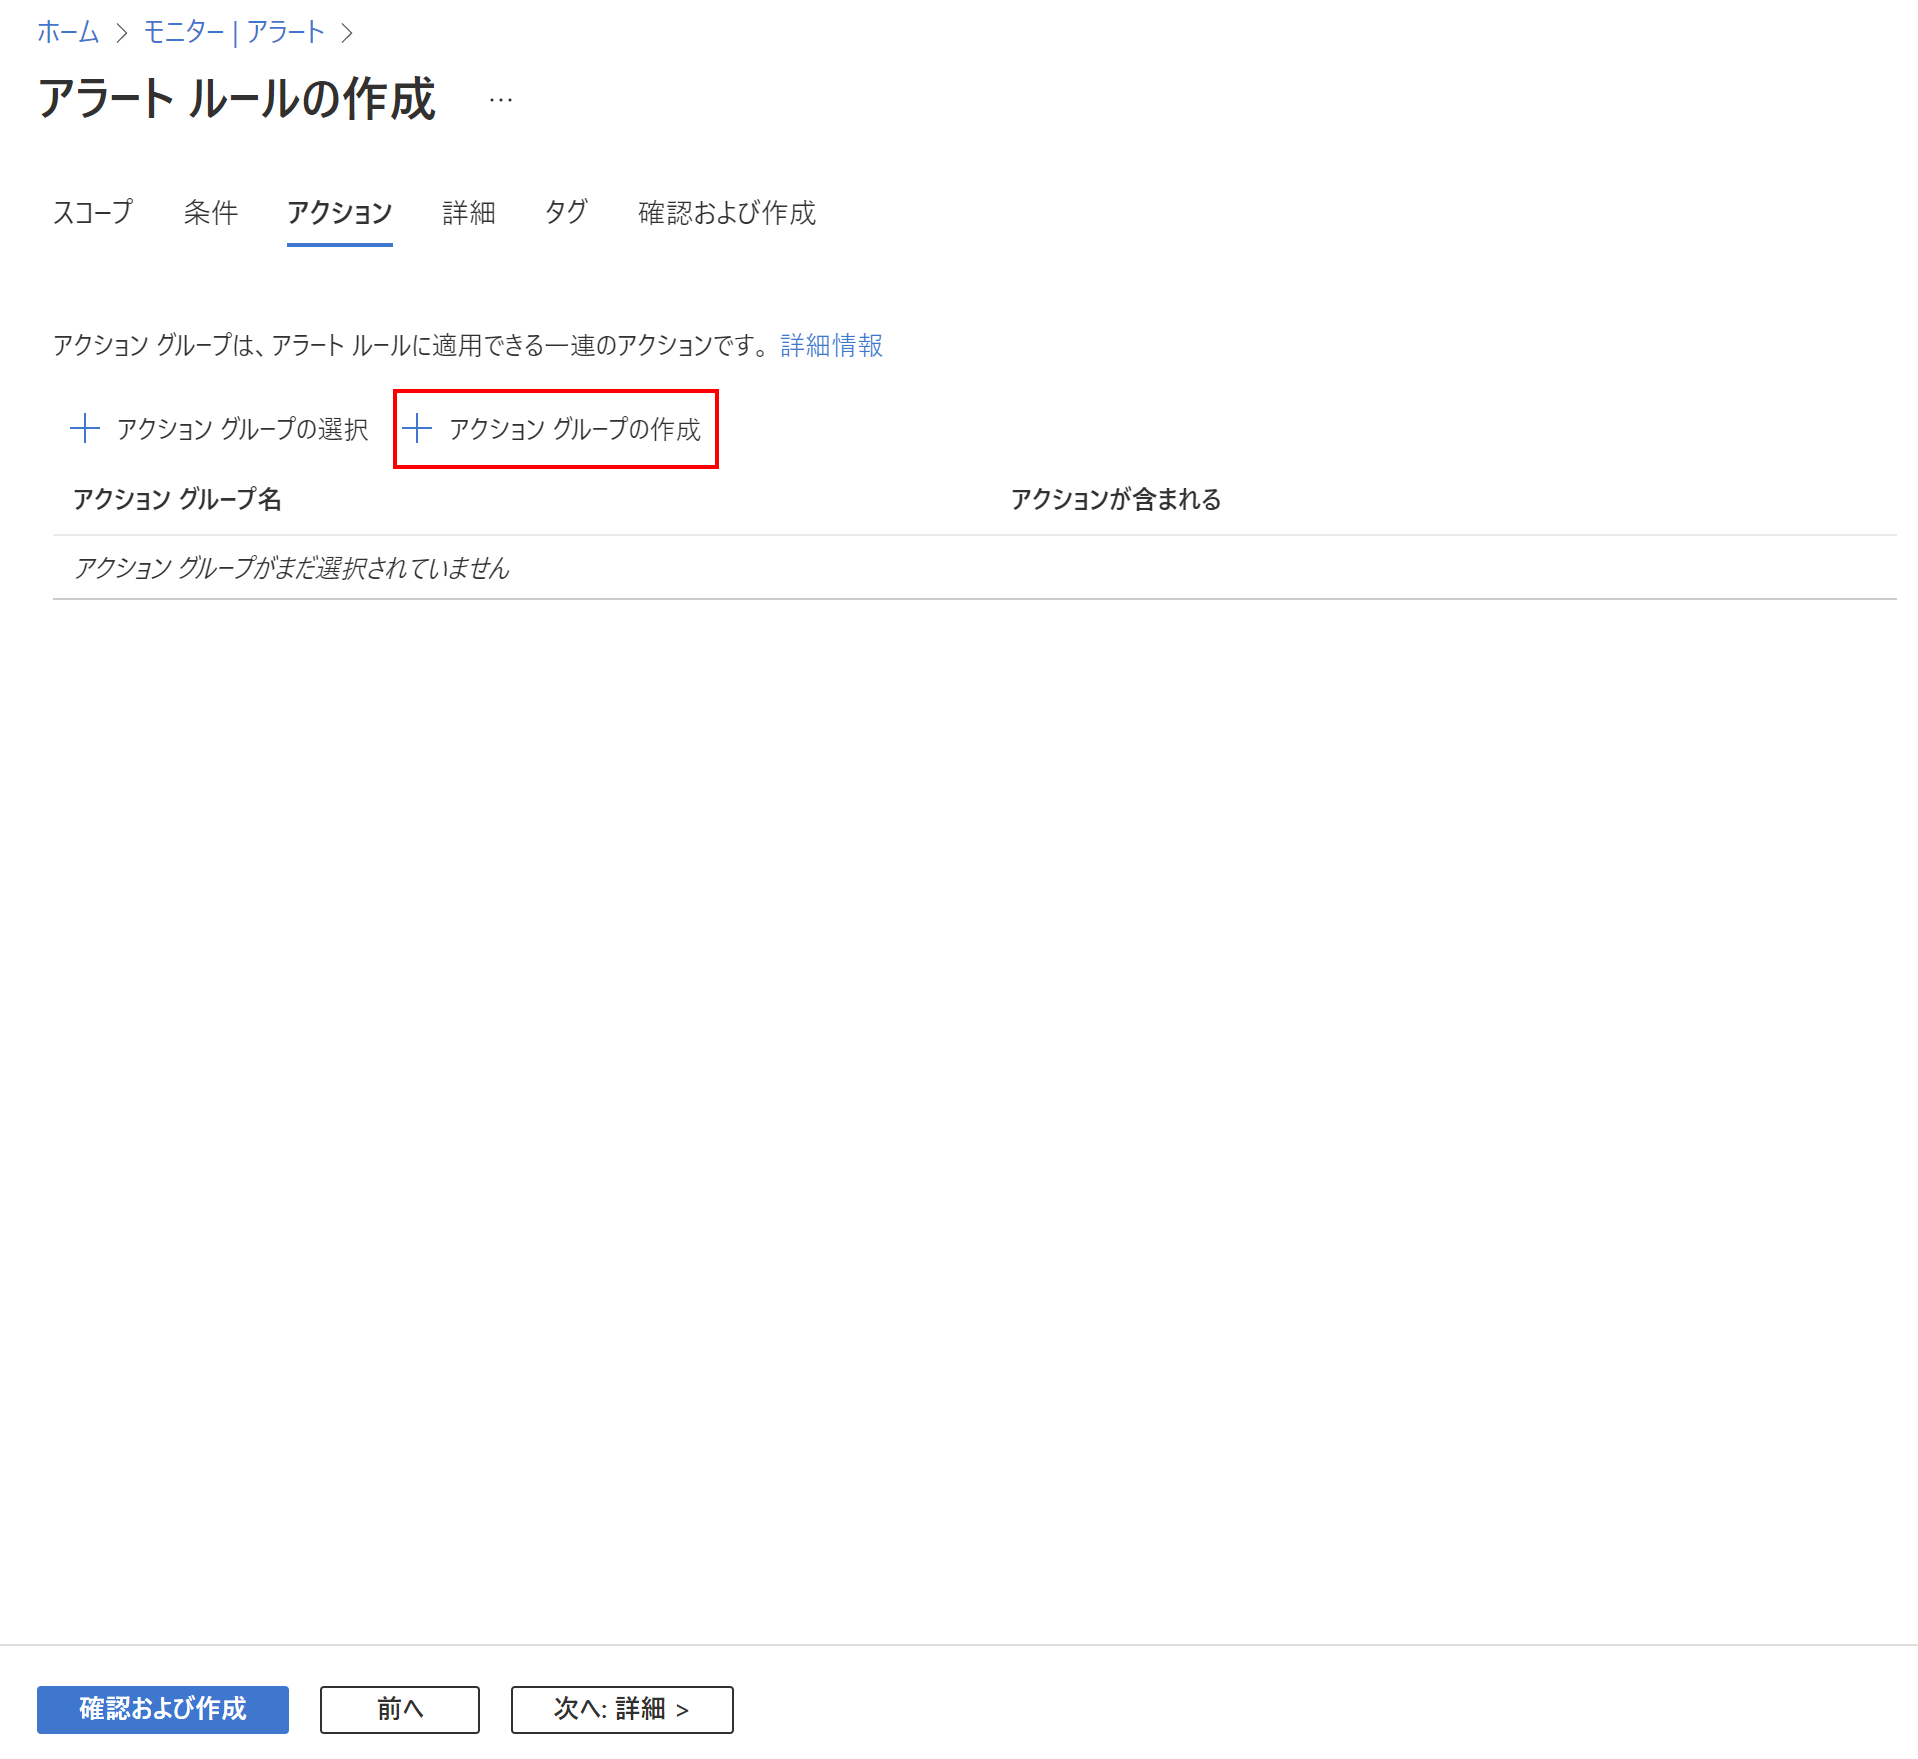 ホーム > モニター | アラート >
アラート ルールの作成 …
スコープ 条件 アクション 詳細 タグ 確認および作成
アクション グループは、アラート ルールに適用できる一連のアクションです。 詳細情報
＋ アクション グループの選択 ＋ アクション グループの作成
アクション グループ名 アクションが含まれる
アクション グループがまだ選択されていません
確認および作成 前へ 次へ: 詳細 >